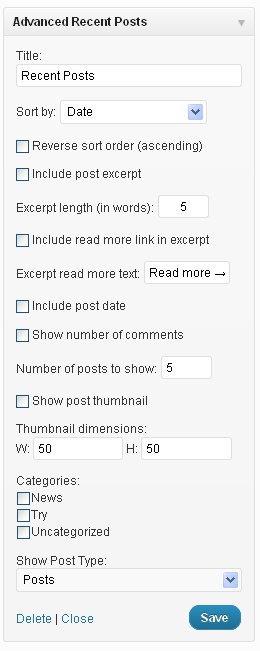 Advanced Recent Posts
Title:
Recent Posts
Sort by: Date
Reverse sort order (ascending)
Include post excerpt
Excerpt length (in words): 5
Include read more link in excerpt
Excerpt read more text: Read more →
Include post date
Show number of comments
Number of posts to show: 5
Show post thumbnail
Thumbnail dimensions:
W: 50 H: 50
Categories:
News
Try
Uncategorized
Show Post Type:
Posts
Delete | Close Save